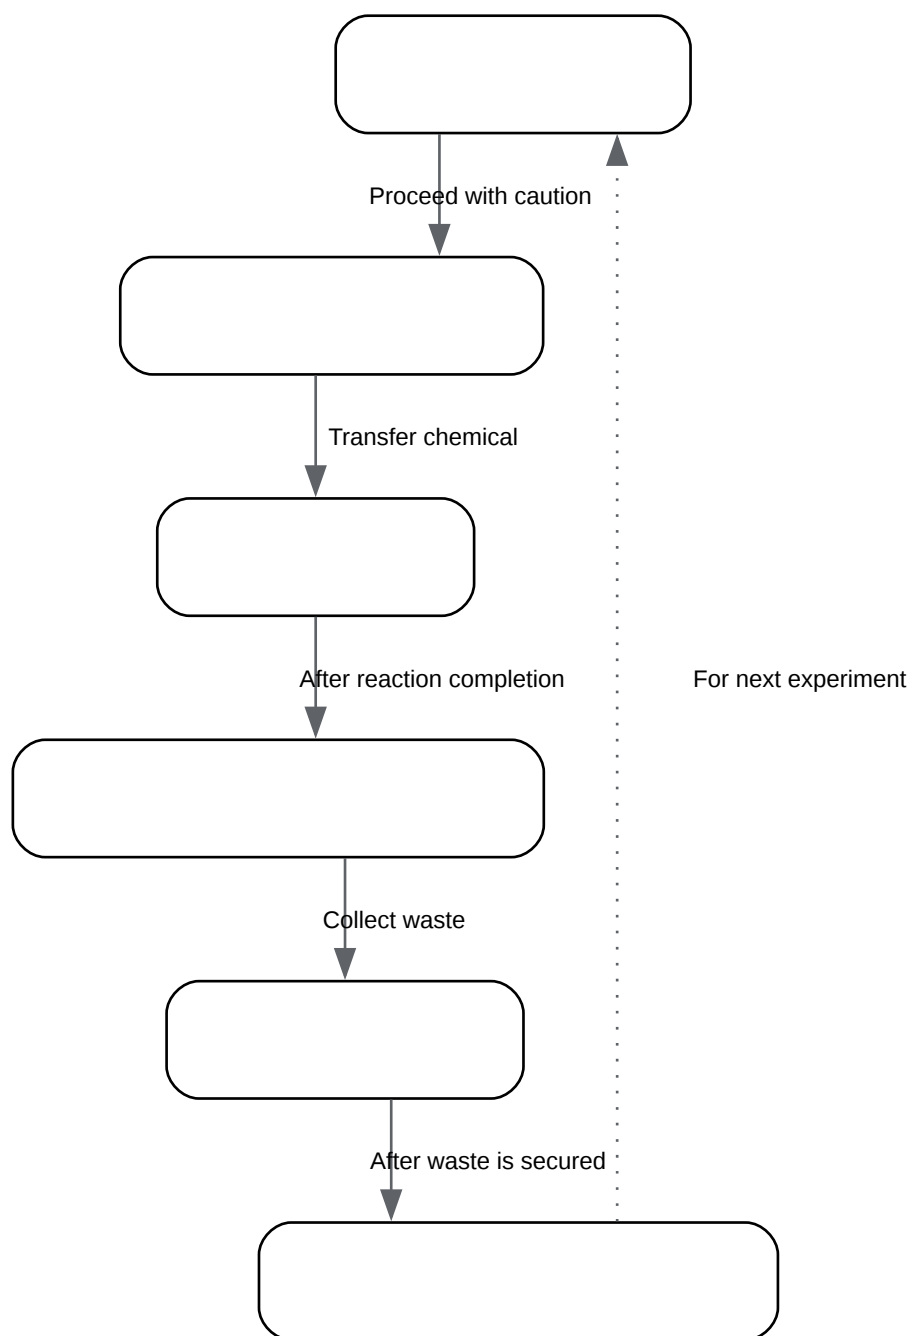 Proceed with caution
Transfer chemical
After reaction completion
For next experiment
Collect waste
After waste is secured